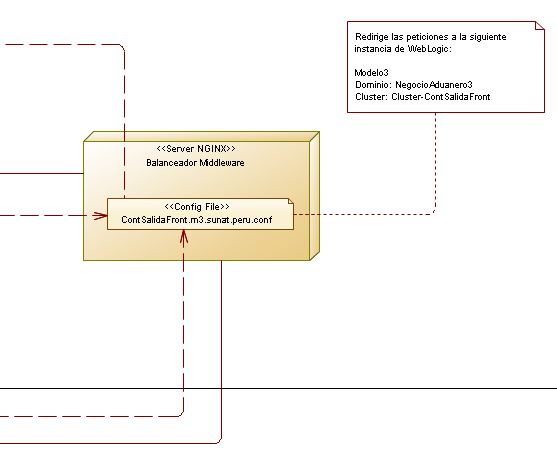 Redirige las peticiones a la siguiente
instancia de WebLogic:
Modelo3
Dominio: NegocioAduanero3
Cluster: Cluster-ContSalidaFront
<<Server NGINX>>
Balanceador Middleware
<<Config File>>
ContSalidaFront.m3.sunat.peru.conf